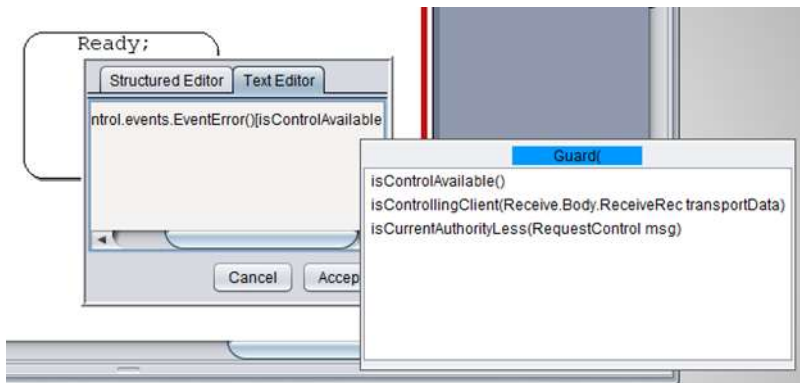 Ready;
Structured Editor Text Editor
ntrol.events.EventError()[isControlAvailable
Guard(
isControlAvailable()
isControllingClient(Receive.Body.ReceiveRec transportData)
isCurrentAuthorityLess(RequestControl msg)
Cancel Accep